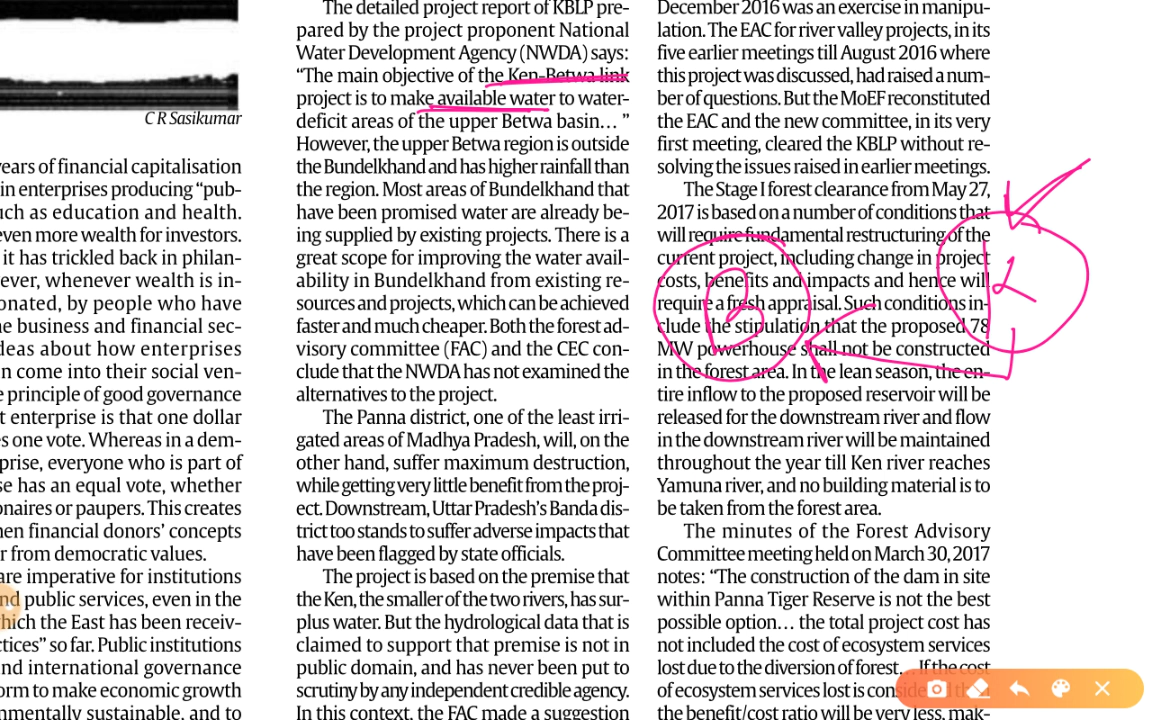 C R Sasikumar
years of financial capitalisation
in enterprises producing “pub-
uch as education and health.
even more wealth for investors.
it has trickled back in philan-
ever, whenever wealth is in-
onated, by people who have
e business and financial sec-
deas about how enterprises
n come into their social ven-
e principle of good governance
t enterprise is that one dollar
es one vote. Whereas in a dem-
prise, everyone who is part of
se has an equal vote, whether
onaires or paupers. This creates
hen financial donors’ concepts
r from democratic values.
are imperative for institutions
nd public services, even in the
hich the East has been receiv-
ctices” so far. Public institutions
nd international governance
orm to make economic growth
nmentally sustainable, and to
The detailed project report of KBLP pre-
pared by the project proponent National
Water Development Agency (NWDA) says:
“The main objective of the Ken-Betwa link
project is to make available water to water-
deficit areas of the upper Betwa basin... ”
However, the upper Betwa region is outside
the Bundelkhand and has higher rainfall than
the region. Most areas of Bundelkhand that
have been promised water are already be-
ing supplied by existing projects. There is a
great scope for improving the water avail-
ability in Bundelkhand from existing re-
sources and projects, which can be achieved
faster and much cheaper. Both the forest ad-
visory committee (FAC) and the CEC con-
clude that the NWDA has not examined the
alternatives to the project.
The Panna district, one of the least irri-
gated areas of Madhya Pradesh, will, on the
other hand, suffer maximum destruction,
while getting very little benefit from the proj-
ect. Downstream, Uttar Pradesh’s Banda dis-
trict too stands to suffer adverse impacts that
have been flagged by state officials.
The project is based on the premise that
the Ken, the smaller of the two rivers, has sur-
plus water. But the hydrological data that is
claimed to support that premise is not in
public domain, and has never been put to
scrutiny by any independent credible agency.
In this context, the FAC made a suggestion
December 2016 was an exercise in manipu-
lation. The EAC for river valley projects, in its
five earlier meetings till August 2016 where
this project was discussed, had raised a num-
ber of questions. But the MoEF reconstituted
the EAC and the new committee, in its very
first meeting, cleared the KBLP without re-
solving the issues raised in earlier meetings.
The Stage I forest clearance from May 27,
2017 is based on a number of conditions that
will require fundamental restructuring of the
current project, including change in project
costs, benefits and impacts and hence will
require a fresh appraisal. Such conditions in-
clude the stipulation that the proposed 78
MW powerhouse shall not be constructed
in the forest area. In the lean season, the en-
tire inflow to the proposed reservoir will be
released for the downstream river and flow
in the downstream river will be maintained
throughout the year till Ken river reaches
Yamuna river, and no building material is to
be taken from the forest area.
The minutes of the Forest Advisory
Committee meeting held on March 30, 2017
notes: “The construction of the dam in site
within Panna Tiger Reserve is not the best
possible option... the total project cost has
not included the cost of ecosystem services
lost due to the diversion of forest... If the cost
of ecosystem services lost is considered
the benefit/cost ratio will be very less, mak-